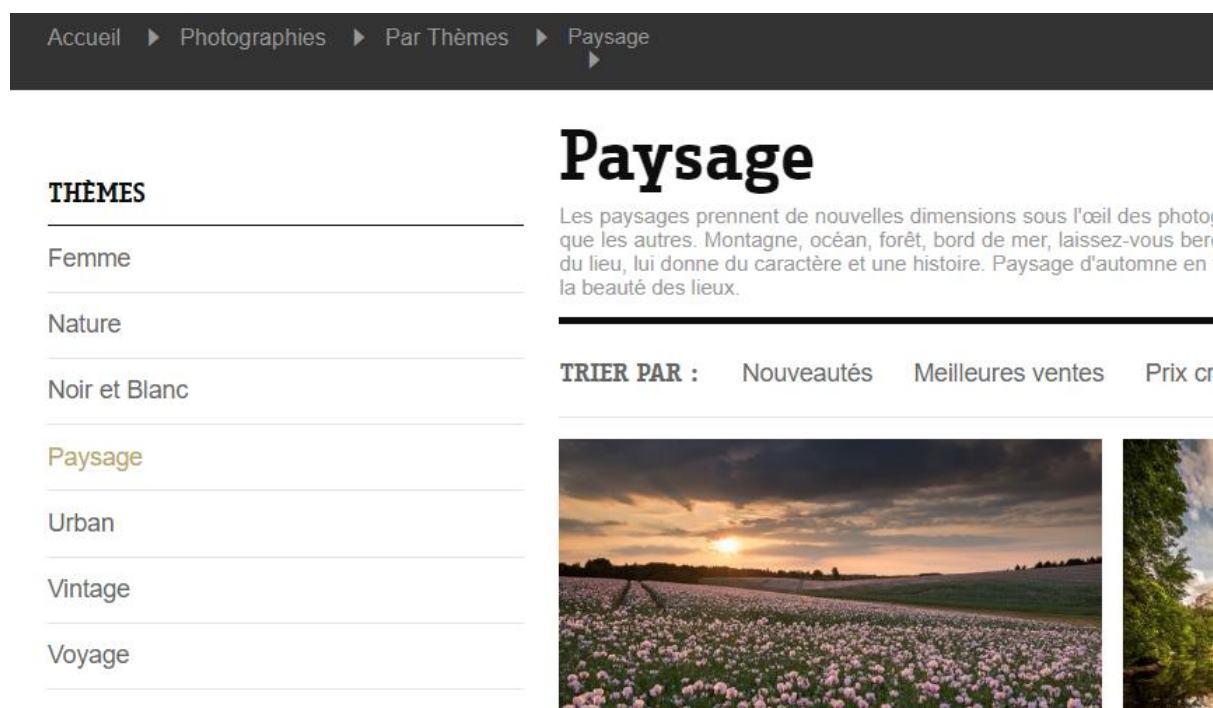 Accueil Photographies Par Thèmes Paysage
THÈMES
Femme
Nature
Noir et Blanc
Paysage
Urban
Vintage
Voyage
Paysage
Les paysages prennent de nouvelles dimensions sous l'œil des
que les autres. Montagne, océan, forêt, bord de mer, laissez-vous
du lieu, lui donne du caractère et une histoire. Paysage d'automne en
la beauté des lieux.
TRIER PAR : Nouveautés Meilleures ventes Prix